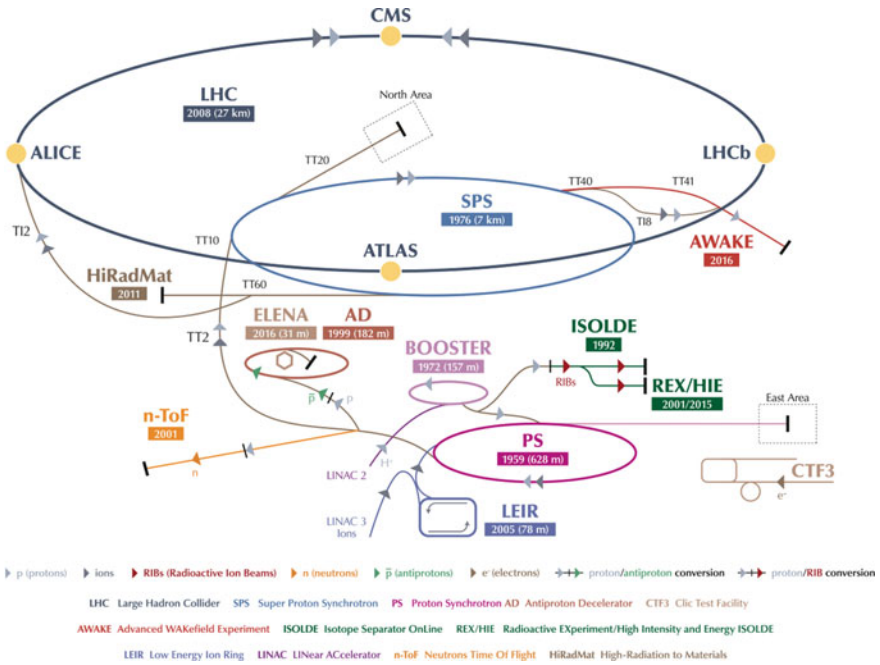 CMS
LHC
2008 (27 km)
North Area
ALICE
LHCb
TT20
TT40
TT41
SPS
1976 (7 km)
TI8
TI2
TT10
ATLAS
AWAKE
2016
HiRadMat
2011
TT60
ELENA
2016 (31 m)
AD
1999 (182 m)
TT2
BOOSTER
1972 (157 m)
ISOLDE
1992
RIBs
REX/HIE
2001/2015
p̅
p
East Area
n-ToF
2001
n
PS
1959 (628 m)
H⁺
LINAC 2
CTF3
e⁻
LINAC 3
Ions
LEIR
2005 (78 m)
p (protons) ions RIBs (Radioactive Ion Beams) n (neutrons) p̅ (antiprotons) e⁻ (electrons) proton/antiproton conversion proton/RIB conversion
LHC Large Hadron Collider SPS Super Proton Synchrotron PS Proton Synchrotron AD Antiproton Decelerator CTF3 Clic Test Facility
AWAKE Advanced WAKefield Experiment ISOLDE Isotope Separator OnLine REX/HIE Radioactive EXperiment/High Intensity and Energy ISOLDE
LEIR Low Energy Ion Ring LINAC LINear ACcelerator n-ToF Neutrons Time Of Flight HiRadMat High-Radiation to Materials